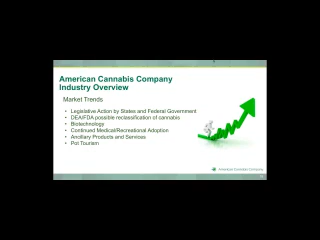 American Cannabis Company
Industry Overview
Market Trends
• Legislative Action by States and Federal Government
• DEA/FDA possible reclassification of cannabis
• Biotechnology
• Continued Medical/Recreational Adoption
• Ancillary Products and Services
• Pot Tourism
American Cannabis Company